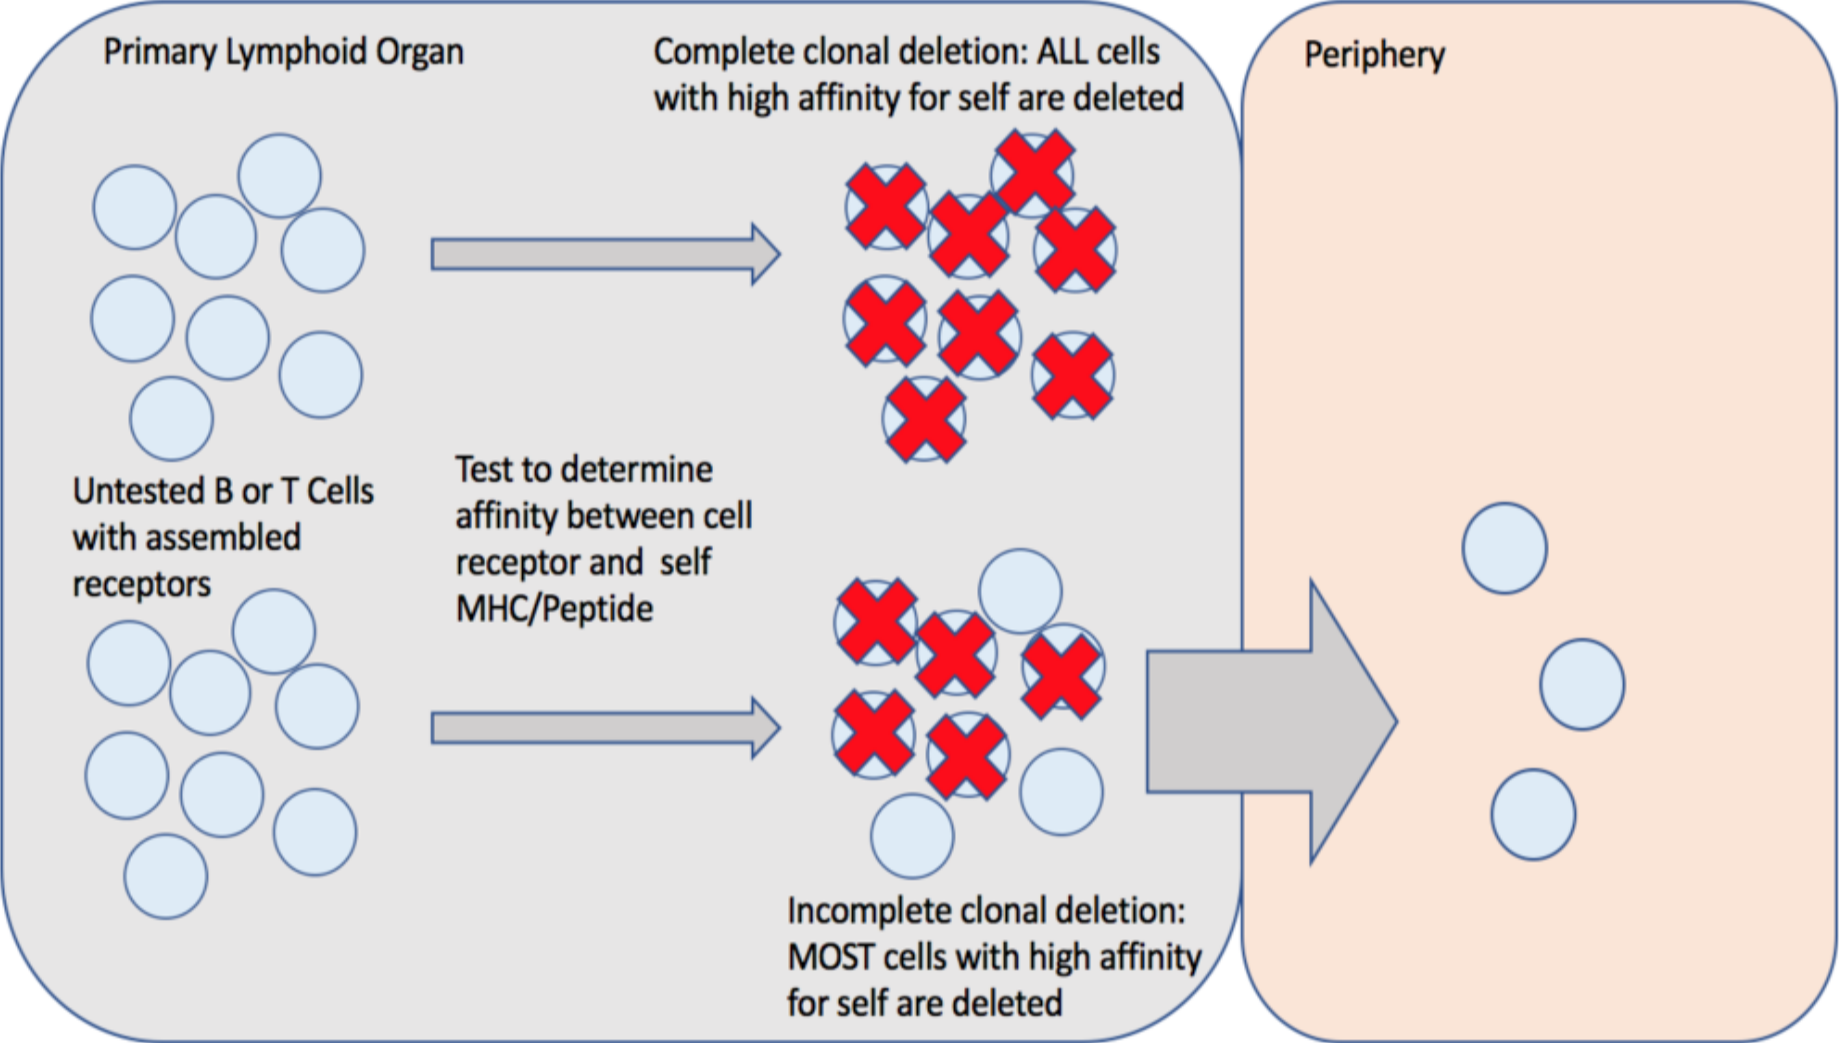 Primary Lymphoid Organ
Complete clonal deletion: ALL cells
with high affinity for self are deleted
Periphery
Untested B or T Cells
with assembled
receptors
Test to determine
affinity between cell
receptor and  self
MHC/Peptide
Incomplete clonal deletion:
MOST cells with high affinity
for self are deleted